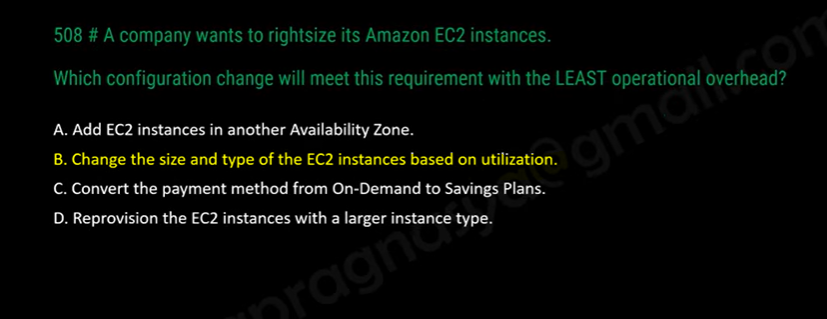 508 # A company wants to rightsize its Amazon EC2 instances.
Which configuration change will meet this requirement with the LEAST operational overhead?
A. Add EC2 instances in another Availability Zone.
B. Change the size and type of the EC2 instances based on utilization.
C. Convert the payment method from On-Demand to Savings Plans.
D. Reprovision the EC2 instances with a larger instance type.